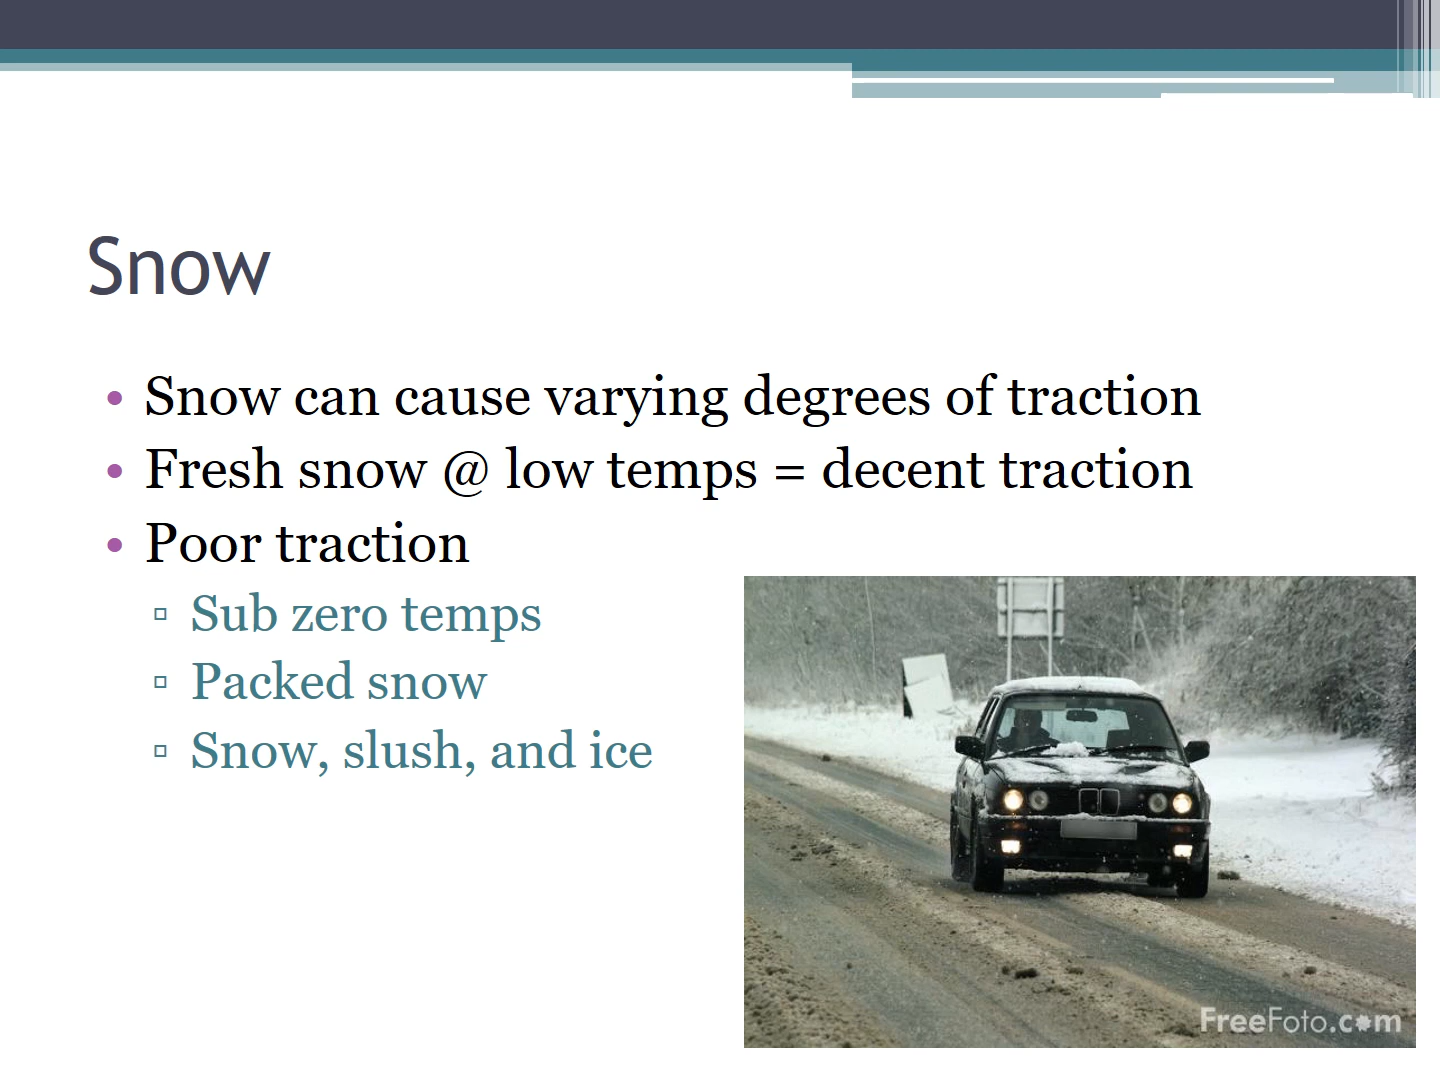 Snow
• Snow can cause varying degrees of traction
• Fresh snow @ low temps = decent traction
• Poor traction
▫ Sub zero temps
▫ Packed snow
▫ Snow, slush, and ice
FreeFoto.com